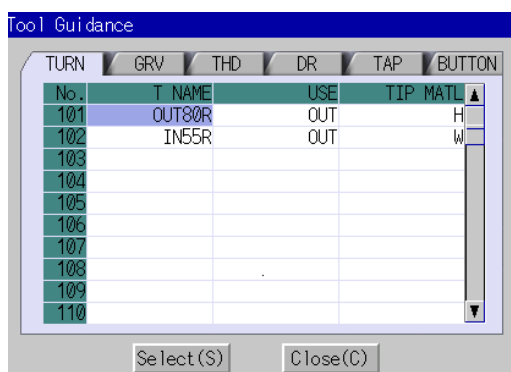 Tool Guidance
TURN GRV THD DR TAP BUTTON
No. T NAME USE TIP MATL
101 OUT80R OUT H
102 IN55R OUT W
103
104
105
106
107
108
109
110
Select(S) Close(C)